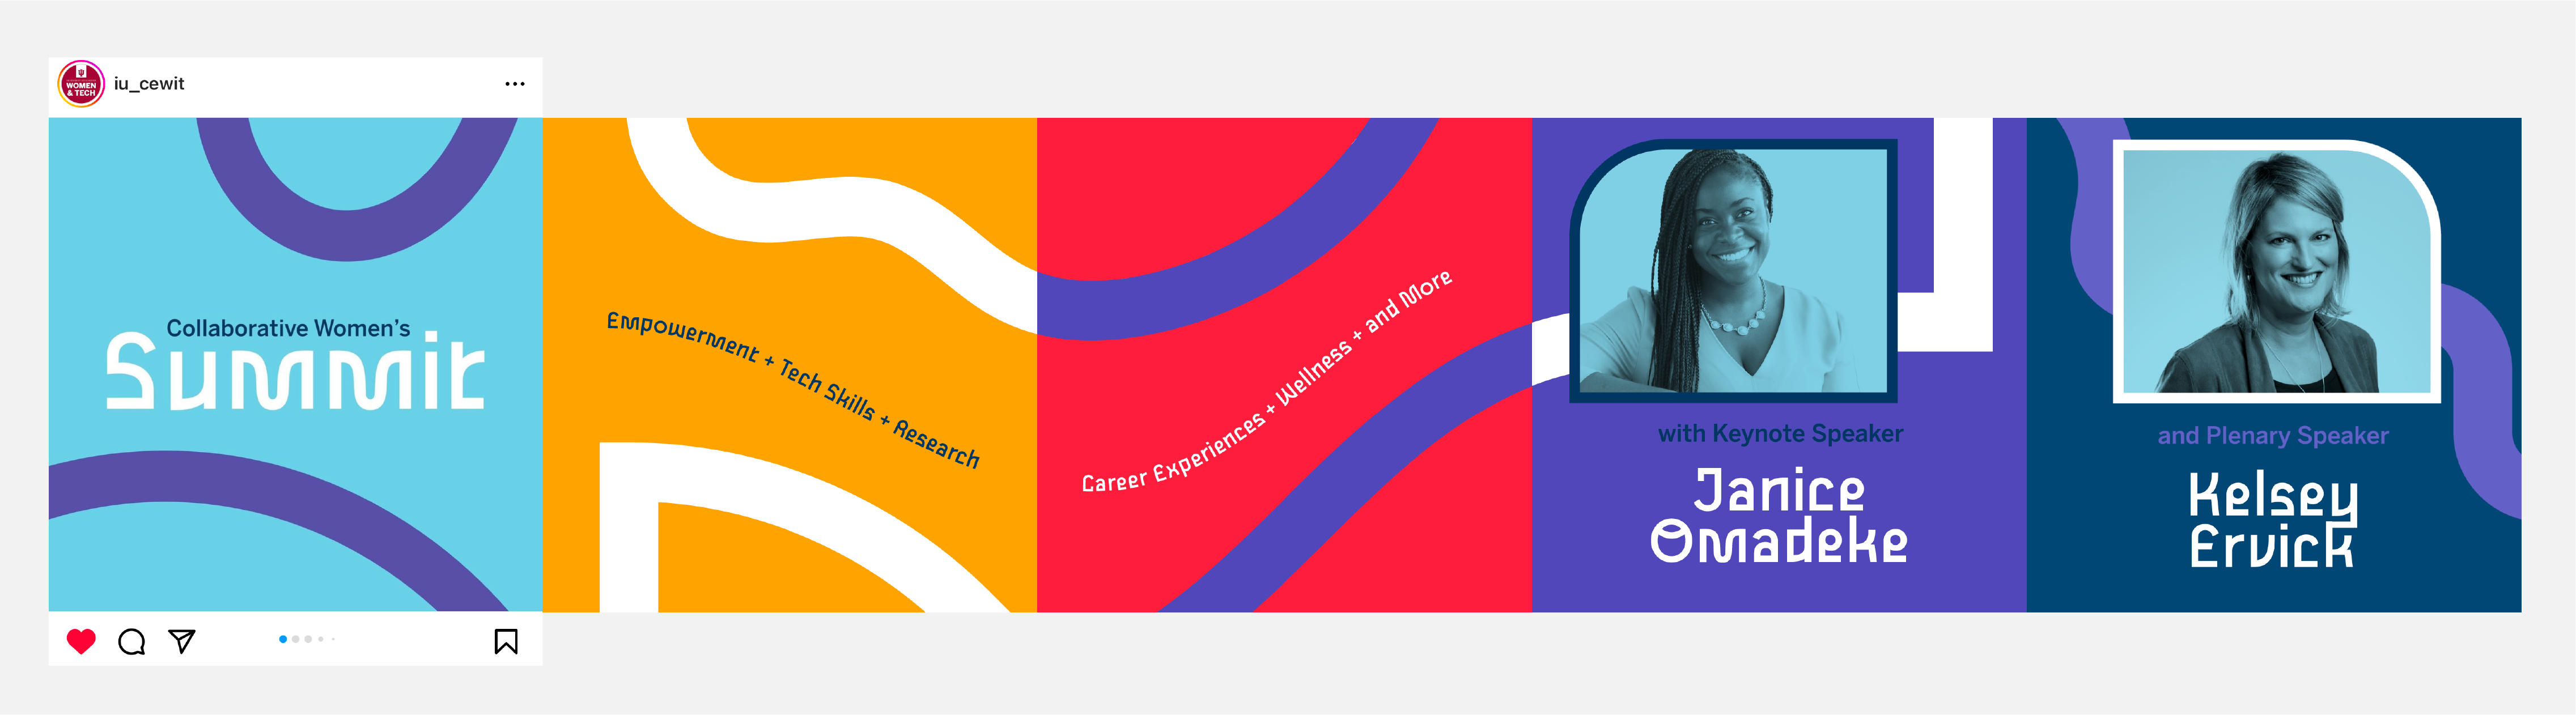 WOMEN
& TECH
iu_cewit
Collaborative Women's
Summit
Empowerment + Tech Skills + Research
Career Experiences + Wellness + and More
with Keynote Speaker
Janice
Omadeke
and Plenary Speaker
Kelsey
Ervick